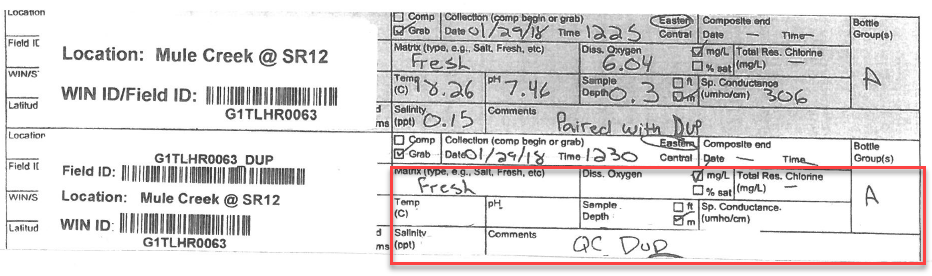 Location
☐ Comp Collection (comp begin or grab) Eastern Composite end Bottle
☑ Grab Date 01/29/18 Time 1225 Central Date — Time — Group(s)
Field ID
Location: Mule Creek @ SR12
Matrix (type, e.g., Salt, Fresh, etc) Diss. Oxygen ☑ mg/L Total Res. Chlorine
Fresh 6.04 ☐ % sat (mg/L) — A
WIN/S
WIN ID/Field ID:
G1TLHR0063
Temp (C) 18.26 pH 7.46 Sample Depth 0.3 ☐ ft ☑ m Sp. Conductance (umho/cm) 306
Latitud
ms Salinity (ppt) 0.15 Comments Paired with Dup
Location
☐ Comp Collection (comp begin or grab) Eastern Composite end Bottle
☑ Grab Date 01/29/18 Time 1230 Central Date — Time — Group(s)
G1TLHR0063 DUP
Field ID
Field ID:
Matrix (type, e.g., Salt, Fresh, etc) Diss. Oxygen ☑ mg/L Total Res. Chlorine
Fresh ☐ % sat (mg/L) — A
WIN/S
Location: Mule Creek @ SR12
Temp (C) pH Sample Depth ☐ ft ☑ m Sp. Conductance (umho/cm)
WIN ID:
G1TLHR0063
Latitud
ms Salinity (ppt) Comments QC Dup